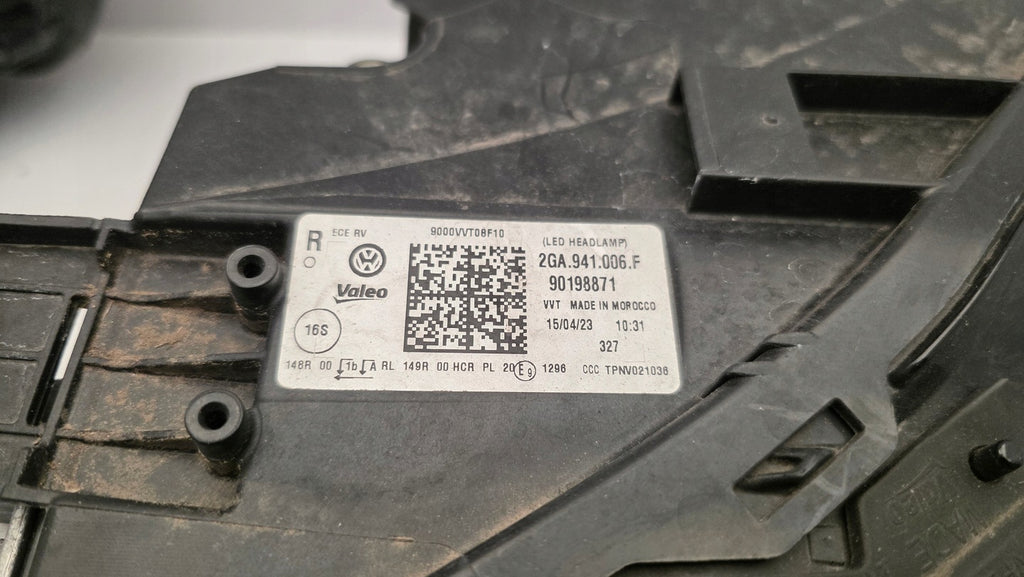 R ECE RV
9000VVT08F10
(LED HEADLAMP)
2GA.941.006.F
90198871
Valeo
VVT MADE IN MOROCCO
15/04/23 10:31
16S
327
148R 00 1b A RL 149R 00 HCR PL 20 E9 1296 CCC TPNV021036